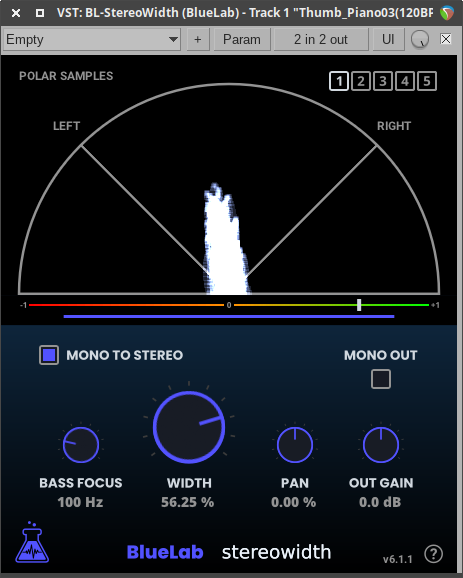 VST: BL-StereoWidth (BlueLab) - Track 1 "Thumb_Piano03(120BP
Empty + Param 2 in 2 out UI
POLAR SAMPLES 1 2 3 4 5
LEFT RIGHT
-1 0 +1
MONO TO STEREO MONO OUT
BASS FOCUS WIDTH PAN OUT GAIN
100 Hz 56.25 % 0.00 % 0.0 dB
BlueLab stereowidth v6.1.1 ?